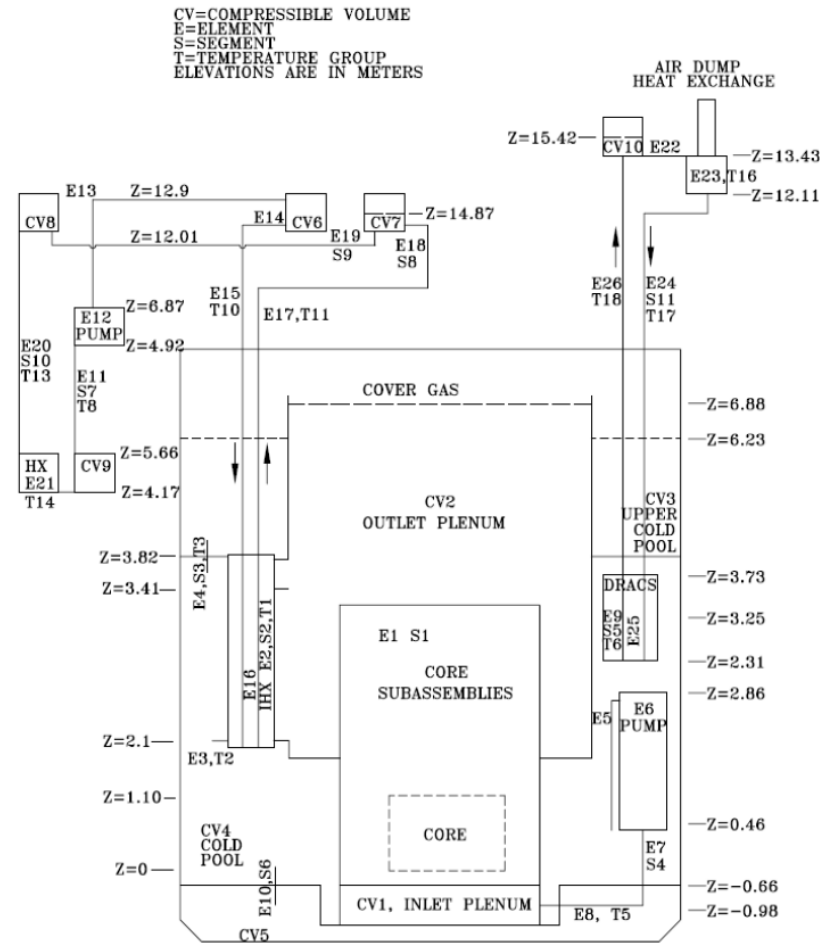 CV=COMPRESSIBLE VOLUME
E=ELEMENT
S=SEGMENT
T=TEMPERATURE GROUP
ELEVATIONS ARE IN METERS
AIR DUMP
HEAT EXCHANGE
Z=15.42
CV10
E22
Z=13.43
E23,T16
Z=12.11
E13
Z=12.9
CV8
E14
CV6
CV7
Z=14.87
Z=12.01
E19
S9
E18
S8
E15
T10
E17,T11
E26
T18
E24
S11
T17
Z=6.87
E12
PUMP
Z=4.92
E20
S10
T13
E11
S7
T8
COVER GAS
Z=6.88
Z=6.23
HX
E21
T14
CV9
Z=5.66
Z=4.17
CV2
OUTLET PLENUM
CV3
UPPER
COLD
POOL
Z=3.82
Z=3.41
E4,S3,T3
E16
IHX E2,S2,T1
E1 S1
CORE
SUBASSEMBLIES
DRACS
E9
S5
T6
E25
Z=3.73
Z=3.25
Z=2.31
Z=2.86
E5
E6
PUMP
Z=2.1
E3,T2
Z=1.10
CORE
Z=0.46
CV4
COLD
POOL
Z=0
E10,S6
E7
S4
Z=-0.66
CV1, INLET PLENUM
E8, T5
Z=-0.98
CV5